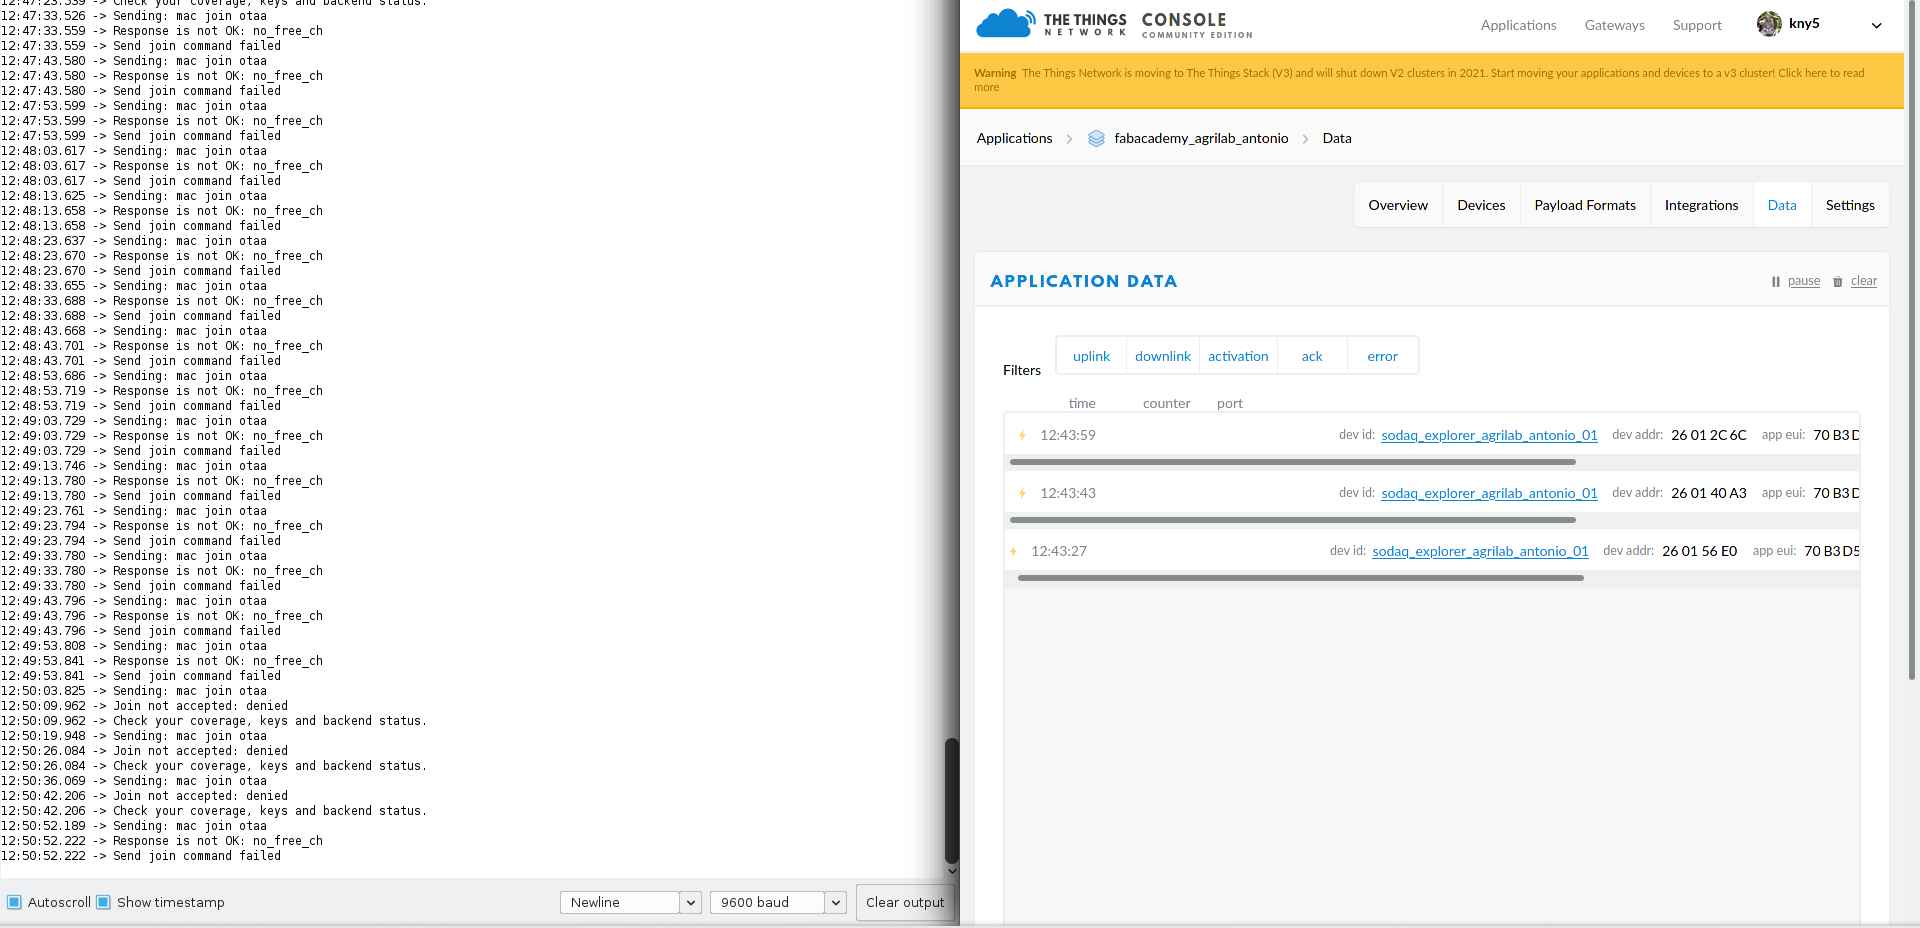 12:47:23.539 -> Check your coverage, keys and backend status.
12:47:33.526 -> Sending: mac join otaa
12:47:33.559 -> Response is not OK: no_free_ch
12:47:33.559 -> Send join command failed
12:47:43.580 -> Sending: mac join otaa
12:47:43.580 -> Response is not OK: no_free_ch
12:47:43.580 -> Send join command failed
12:47:53.599 -> Sending: mac join otaa
12:47:53.599 -> Response is not OK: no_free_ch
12:47:53.599 -> Send join command failed
12:48:03.617 -> Sending: mac join otaa
12:48:03.617 -> Response is not OK: no_free_ch
12:48:03.617 -> Send join command failed
12:48:13.625 -> Sending: mac join otaa
12:48:13.658 -> Response is not OK: no_free_ch
12:48:13.658 -> Send join command failed
12:48:23.637 -> Sending: mac join otaa
12:48:23.670 -> Response is not OK: no_free_ch
12:48:23.670 -> Send join command failed
12:48:33.655 -> Sending: mac join otaa
12:48:33.688 -> Response is not OK: no_free_ch
12:48:33.688 -> Send join command failed
12:48:43.668 -> Sending: mac join otaa
12:48:43.701 -> Response is not OK: no_free_ch
12:48:43.701 -> Send join command failed
12:48:53.686 -> Sending: mac join otaa
12:48:53.719 -> Response is not OK: no_free_ch
12:48:53.719 -> Send join command failed
12:49:03.729 -> Sending: mac join otaa
12:49:03.729 -> Response is not OK: no_free_ch
12:49:03.729 -> Send join command failed
12:49:13.746 -> Sending: mac join otaa
12:49:13.780 -> Response is not OK: no_free_ch
12:49:13.780 -> Send join command failed
12:49:23.761 -> Sending: mac join otaa
12:49:23.794 -> Response is not OK: no_free_ch
12:49:23.794 -> Send join command failed
12:49:33.780 -> Sending: mac join otaa
12:49:33.780 -> Response is not OK: no_free_ch
12:49:33.780 -> Send join command failed
12:49:43.796 -> Sending: mac join otaa
12:49:43.796 -> Response is not OK: no_free_ch
12:49:43.796 -> Send join command failed
12:49:53.808 -> Sending: mac join otaa
12:49:53.841 -> Response is not OK: no_free_ch
12:49:53.841 -> Send join command failed
12:50:03.825 -> Sending: mac join otaa
12:50:09.962 -> Join not accepted: denied
12:50:09.962 -> Check your coverage, keys and backend status.
12:50:19.948 -> Sending: mac join otaa
12:50:26.084 -> Join not accepted: denied
12:50:26.084 -> Check your coverage, keys and backend status.
12:50:36.069 -> Sending: mac join otaa
12:50:42.206 -> Join not accepted: denied
12:50:42.206 -> Check your coverage, keys and backend status.
12:50:52.189 -> Sending: mac join otaa
12:50:52.222 -> Response is not OK: no_free_ch
12:50:52.222 -> Send join command failed
Autoscroll Show timestamp Newline 9600 baud Clear output
THE THINGS NETWORK
CONSOLE
COMMUNITY EDITION
Applications Gateways Support kny5
Warning The Things Network is moving to The Things Stack (V3) and will shut down V2 clusters in 2021. Start moving your applications and devices to a v3 cluster! Click here to read
more
Applications fabacademy_agrilab_antonio Data
Overview Devices Payload Formats Integrations Data Settings
APPLICATION DATA pause clear
Filters uplink downlink activation ack error
time counter port
12:43:59 dev id: sodaq_explorer_agrilab_antonio_01 dev addr: 26 01 2C 6C app eui: 70 B3 D
12:43:43 dev id: sodaq_explorer_agrilab_antonio_01 dev addr: 26 01 40 A3 app eui: 70 B3 D
12:43:27 dev id: sodaq_explorer_agrilab_antonio_01 dev addr: 26 01 56 E0 app eui: 70 B3 D5